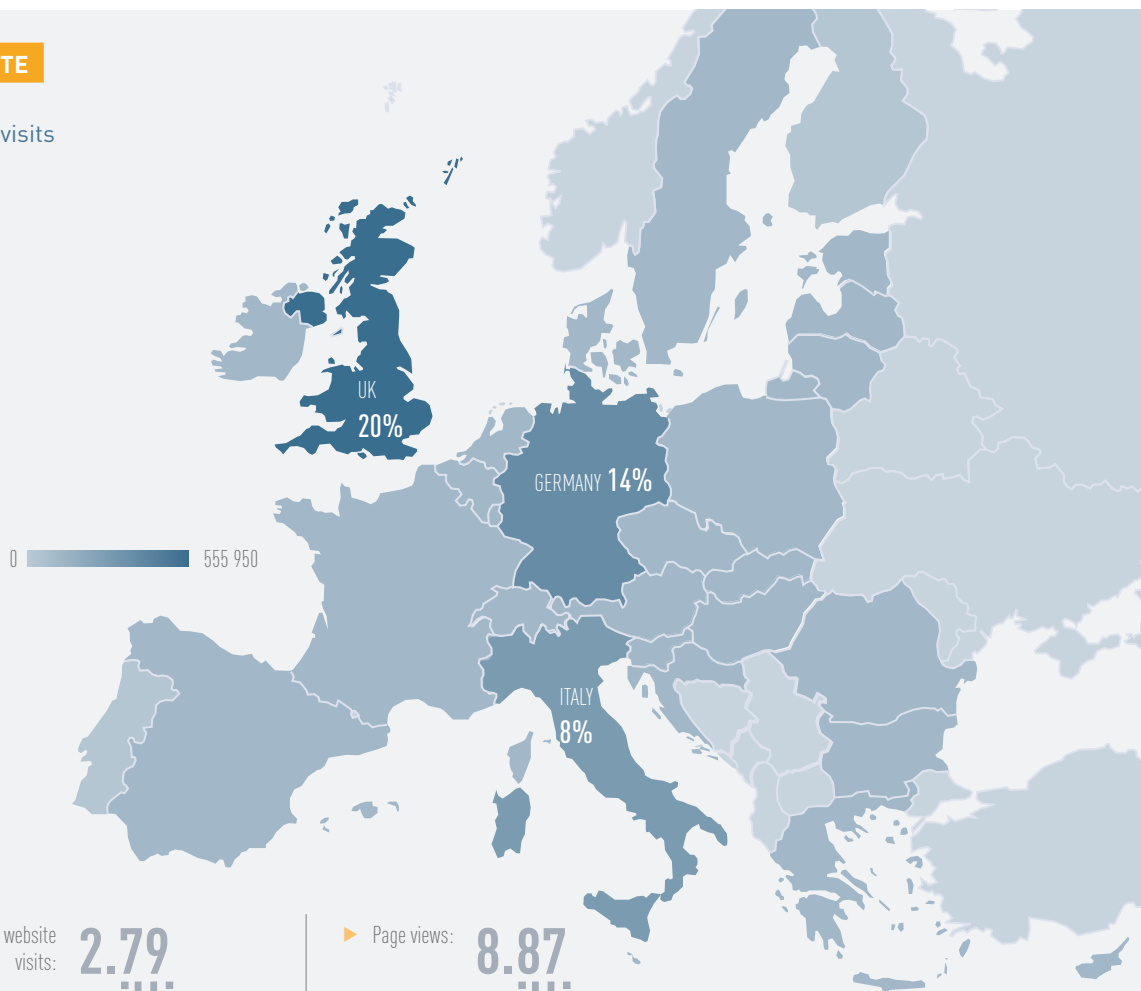 TE
visits
UK
20%
GERMANY 14%
0 555 950
ITALY
8%
website
visits:
2.79
Page views:
8.87